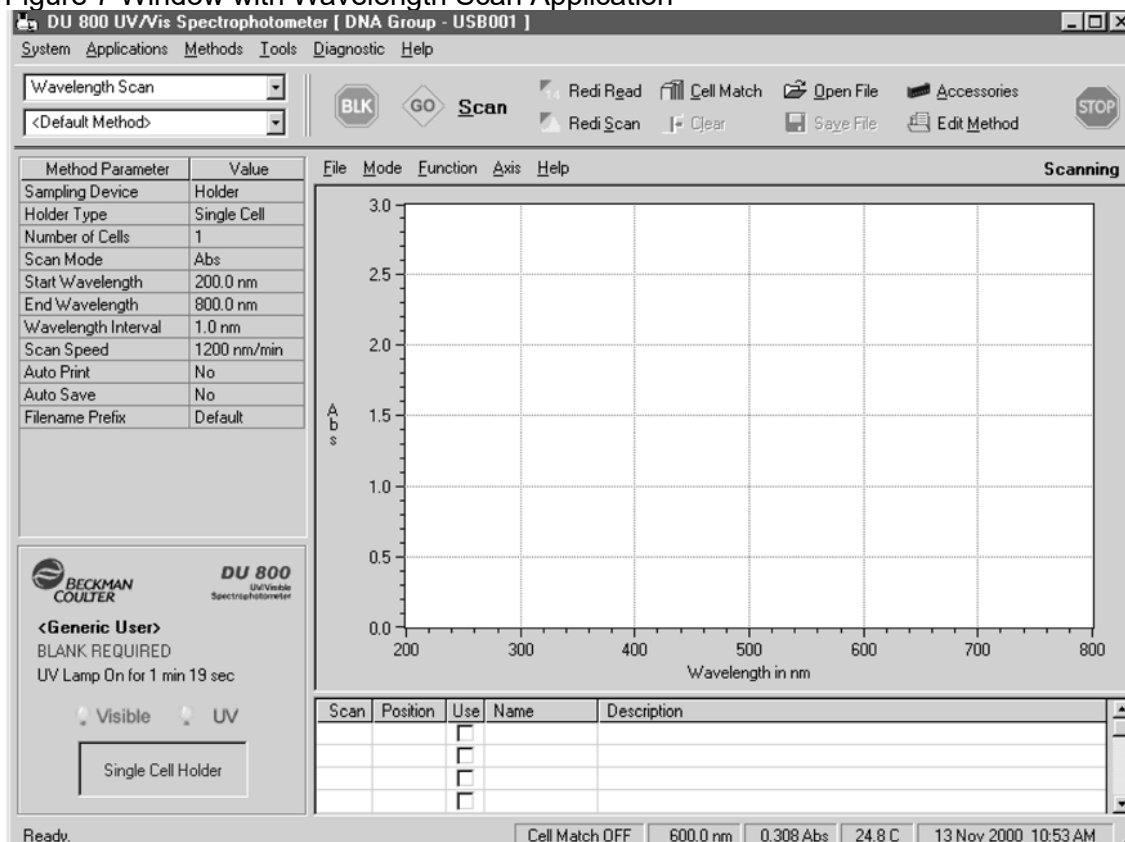 Figure 7 Window with Wavelength Scan Application
DU 800 UV/Vis Spectrophotometer [ DNA Group - USB001 ]
System Applications Methods Tools Diagnostic Help
Wavelength Scan
<Default Method>
BLK GO Scan
Redi Read Cell Match Open File Accessories
Redi Scan Clear Save File Edit Method
STOP
Method Parameter Value
Sampling Device Holder
Holder Type Single Cell
Number of Cells 1
Scan Mode Abs
Start Wavelength 200.0 nm
End Wavelength 800.0 nm
Wavelength Interval 1.0 nm
Scan Speed 1200 nm/min
Auto Print No
Auto Save No
Filename Prefix Default
BECKMAN
COULTER
DU 800
UV/Visible
Spectrophotometer
<Generic User>
BLANK REQUIRED
UV Lamp On for 1 min 19 sec
Visible UV
Single Cell Holder
File Mode Function Axis Help Scanning
3.0
2.5
2.0
1.5
1.0
0.5
0.0
Abs
200 300 400 500 600 700 800
Wavelength in nm
Scan Position Use Name Description
Ready. Cell Match OFF 600.0 nm 0.308 Abs 24.8 C 13 Nov 2000 10:53 AM